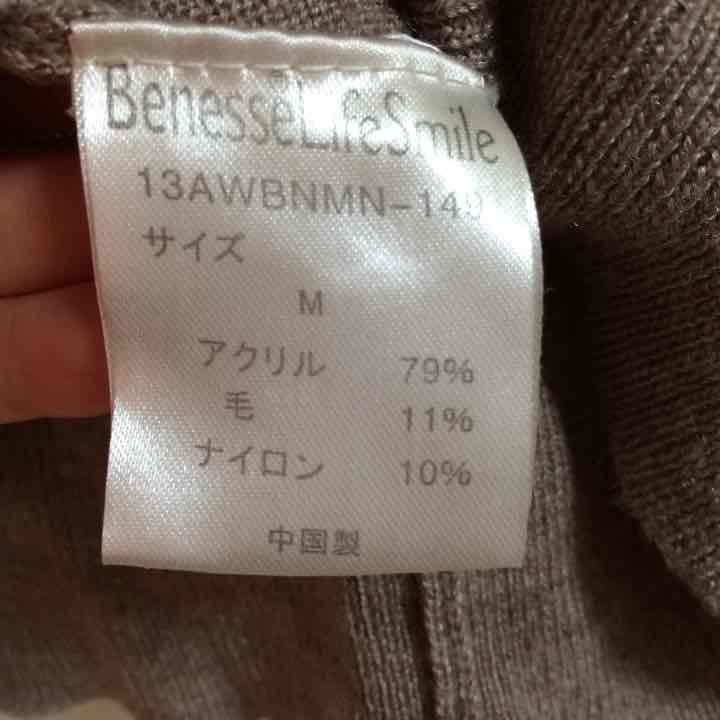 BenesseLifeSmile
13AWBNMN-140
サイズ
M
アクリル 79%
毛 11%
ナイロン 10%
中国製